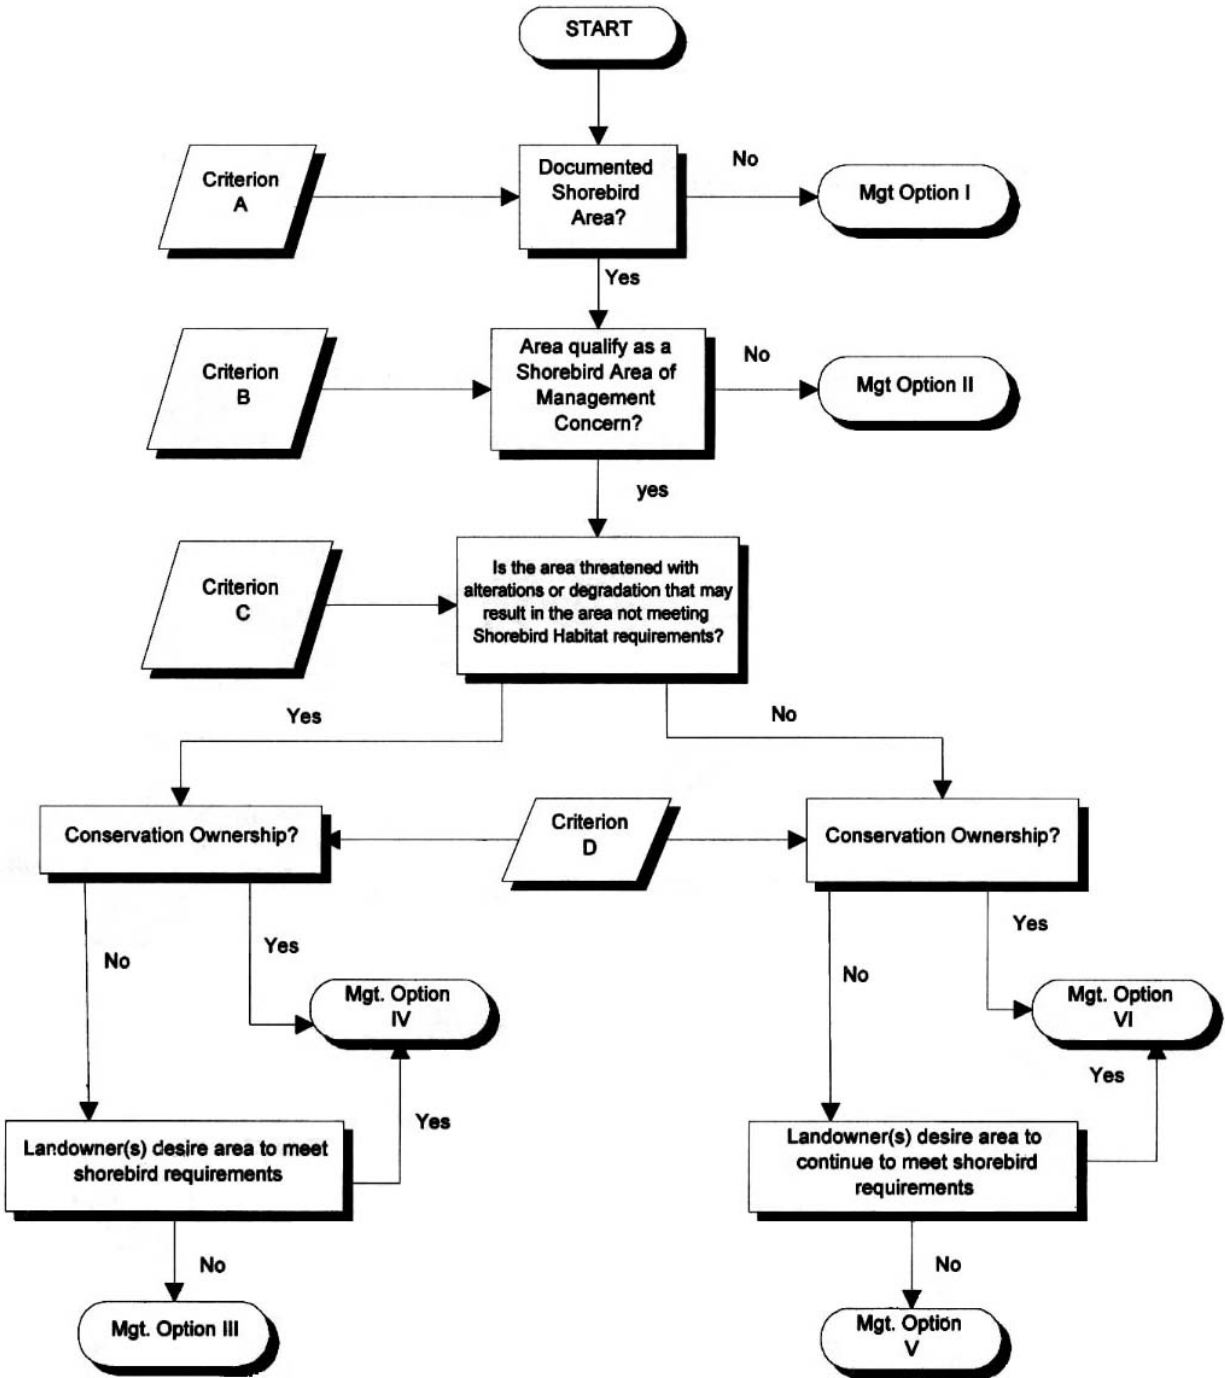 START
Criterion
A
Documented
Shorebird
Area?
No
Mgt Option I
Yes
Criterion
B
Area qualify as a
Shorebird Area of
Management
Concern?
No
Mgt Option II
yes
Criterion
C
Is the area threatened with
alterations or degradation that may
result in the area not meeting
Shorebird Habitat requirements?
Yes
No
Conservation Ownership?
Criterion
D
Conservation Ownership?
No
Yes
Mgt. Option
IV
No
Yes
Mgt. Option
VI
Landowner(s) desire area to meet
shorebird requirements
Yes
Landowner(s) desire area to
continue to meet shorebird
requirements
Yes
No
Mgt. Option III
No
Mgt. Option
V